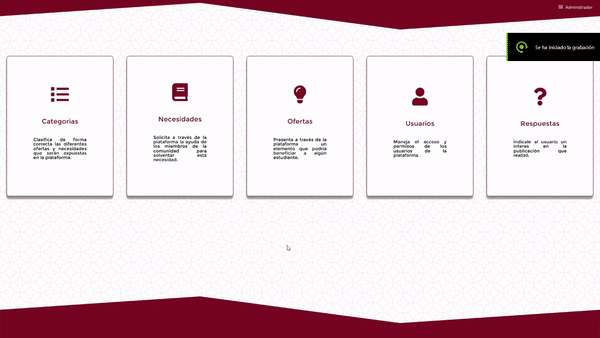 Administrador
Se ha iniciado la grabación
Categorias
Clasifica de forma
correcta las diferentes
ofertas y necesidades
que serán expuestas
en la plataforma.
Necesidades
Solicita a través de la
plataforma la ayuda de
los miembros de la
comunidad para
solventar esta
necesidad.
Ofertas
Presenta a través de la
plataforma un
elemento que podría
beneficiar a algún
estudiante.
Usuarios
Maneja el acceso y
permisos de los
usuarios de la
plataforma.
Respuestas
Indicale al usuario un
interes en la
publicación que
realizó.